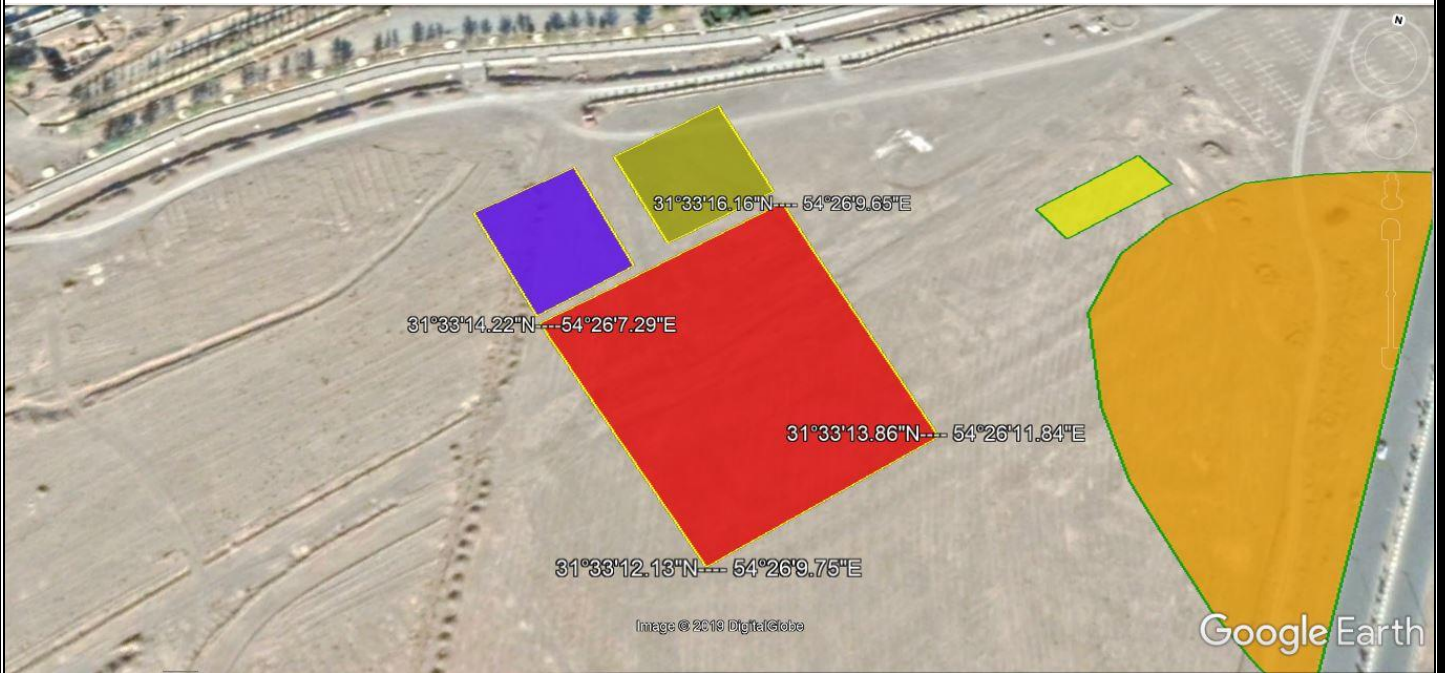 N
31°33'16.16"N---- 54°26'9.65"E
31°33'14.22"N----54°26'7.29"E
31°33'13.86"N---- 54°26'11.84"E
31°33'12.13"N---- 54°26'9.75"E
Image © 2019 DigitalGlobe
Google Earth